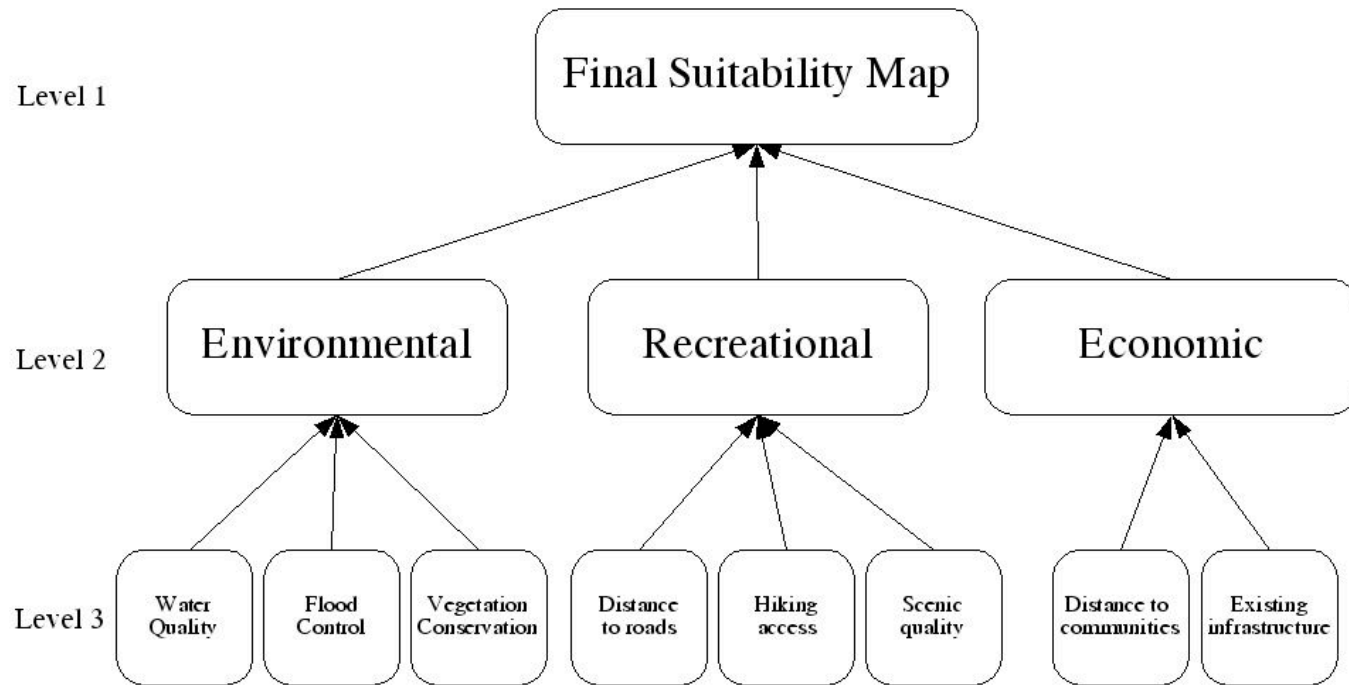 Level 1
Final Suitability Map
Level 2
Environmental
Recreational
Economic
Level 3
Water
Quality
Flood
Control
Vegetation
Conservation
Distance
to roads
Hiking
access
Scenic
quality
Distance to
communities
Existing
infrastructure